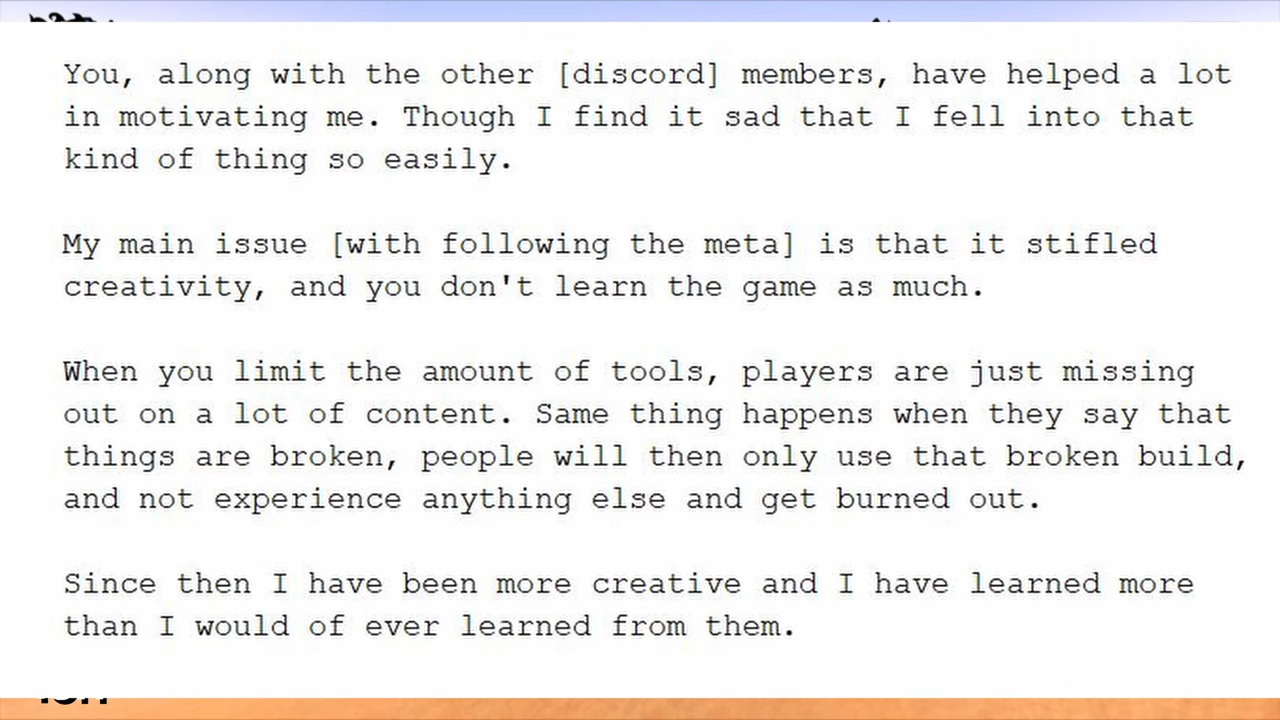 You, along with the other [discord] members, have helped a lot
in motivating me. Though I find it sad that I fell into that
kind of thing so easily.
My main issue [with following the meta] is that it stifled
creativity, and you don't learn the game as much.
When you limit the amount of tools, players are just missing
out on a lot of content. Same thing happens when they say that
things are broken, people will then only use that broken build,
and not experience anything else and get burned out.
Since then I have been more creative and I have learned more
than I would of ever learned from them.